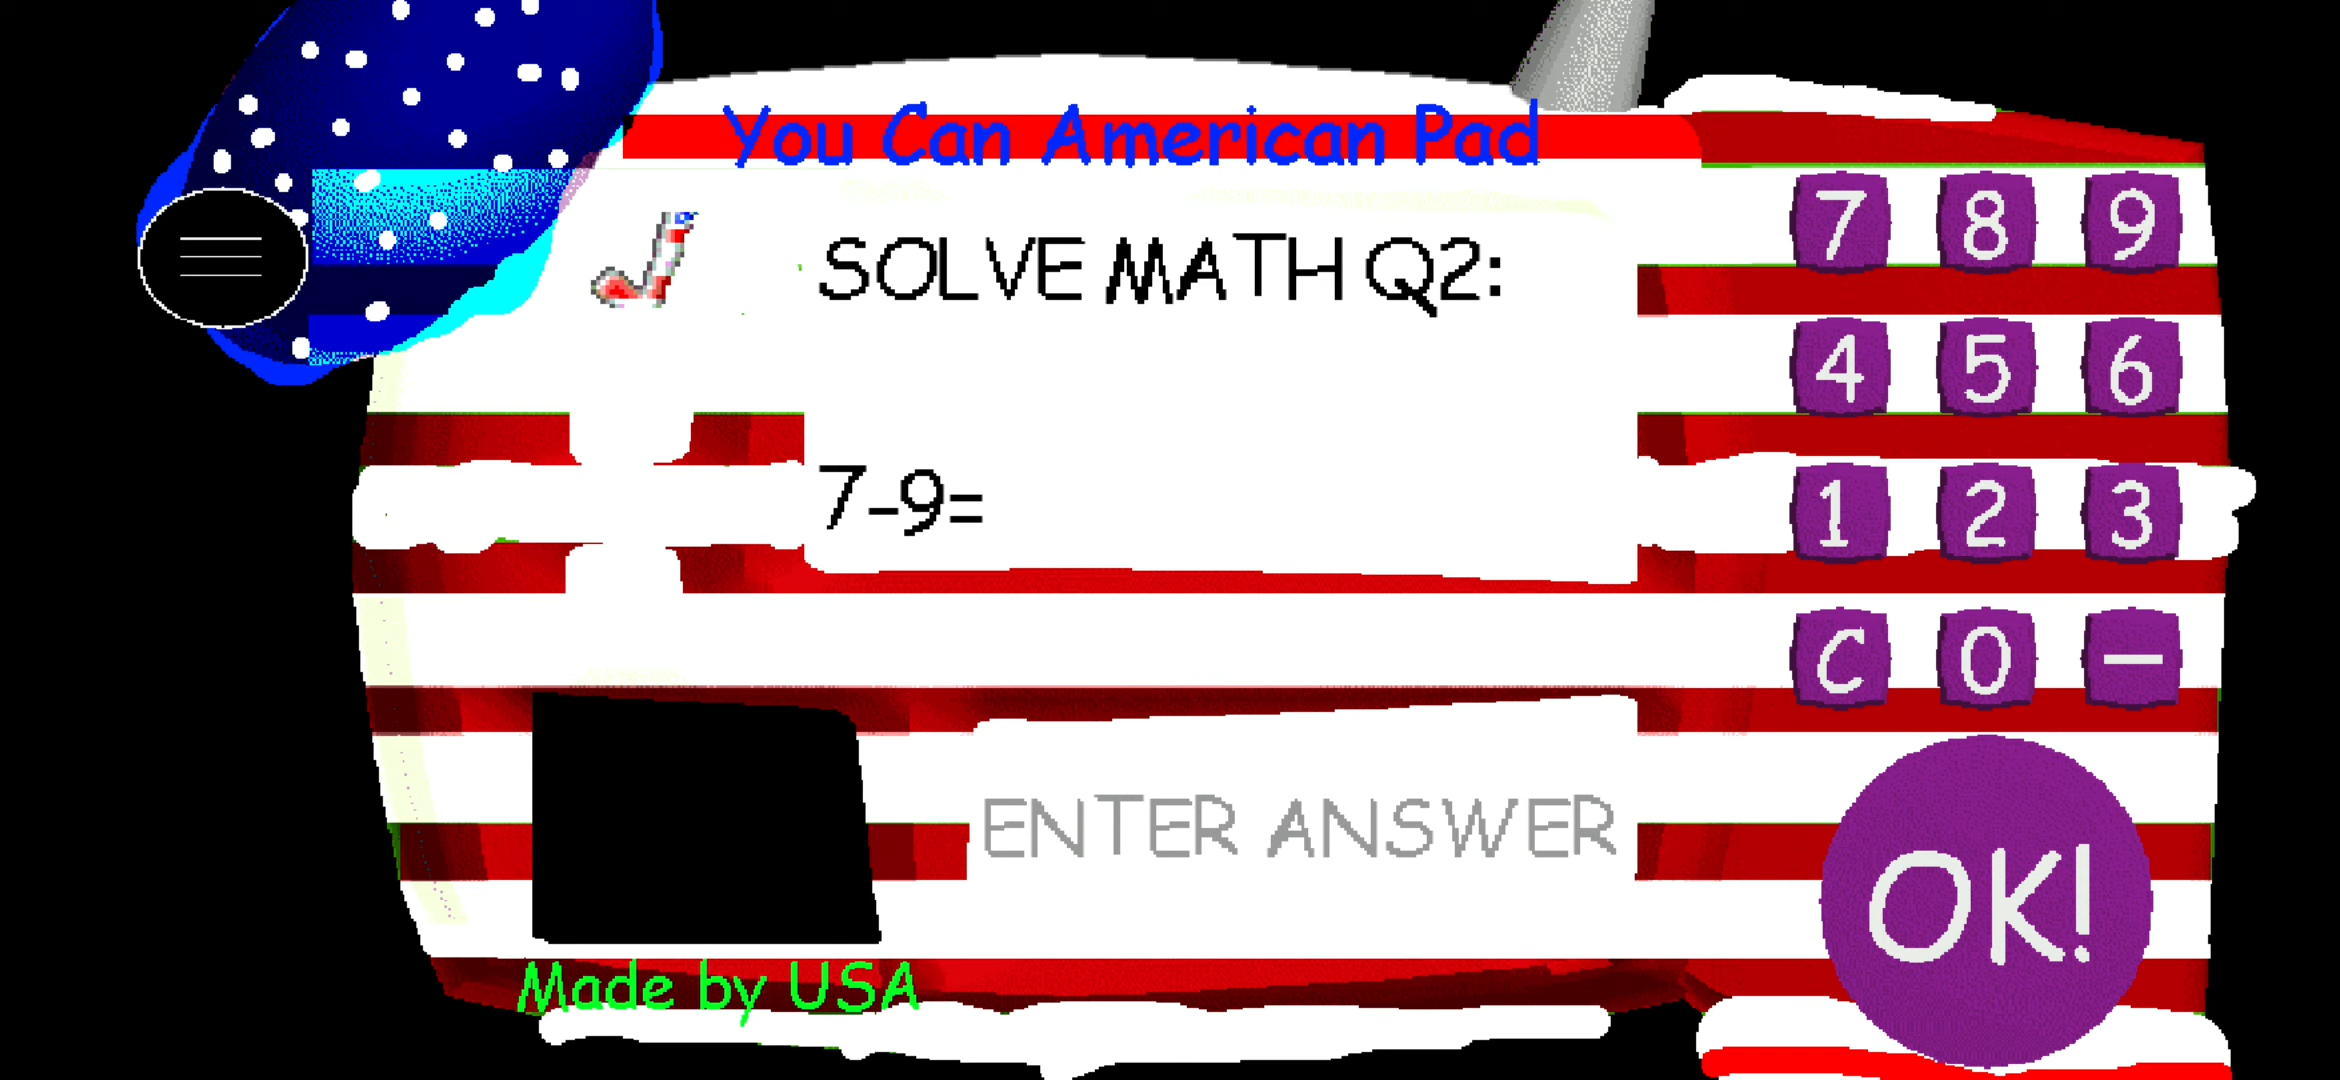 You Can American Pad
SOLVE MATH Q2:
7-9=
7 8 9
4 5 6
1 2 3
C 0 —
ENTER ANSWER
OK!
Made by USA